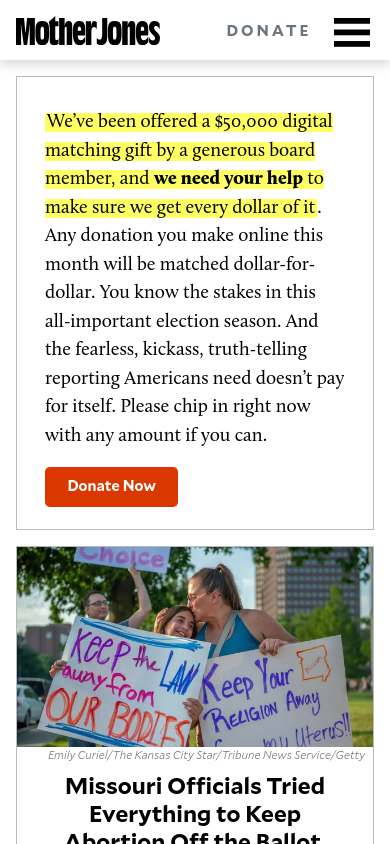 Mother Jones
DONATE
We've been offered a $50,000 digital
matching gift by a generous board
member, and we need your help to
make sure we get every dollar of it.
Any donation you make online this
month will be matched dollar-for-
dollar. You know the stakes in this
all-important election season. And
the fearless, kickass, truth-telling
reporting Americans need doesn't pay
for itself. Please chip in right now
with any amount if you can.
Donate Now
Choice
KEEP the LAW
away from
OUR BODIES
Keep Your
RELIGION Away
my Uterus!!
Emily Curiel/The Kansas City Star/Tribune News Service/Getty
Missouri Officials Tried
Everything to Keep
Abortion Off the Ballot